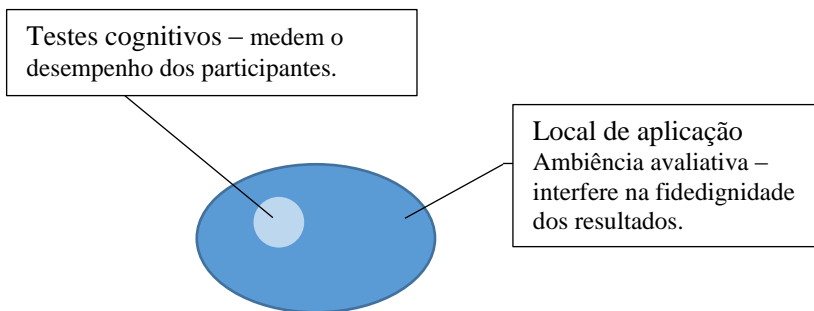 Testes cognitivos – medem o
desempenho dos participantes.
Local de aplicação
Ambiência avaliativa –
interfere na fidedignidade
dos resultados.